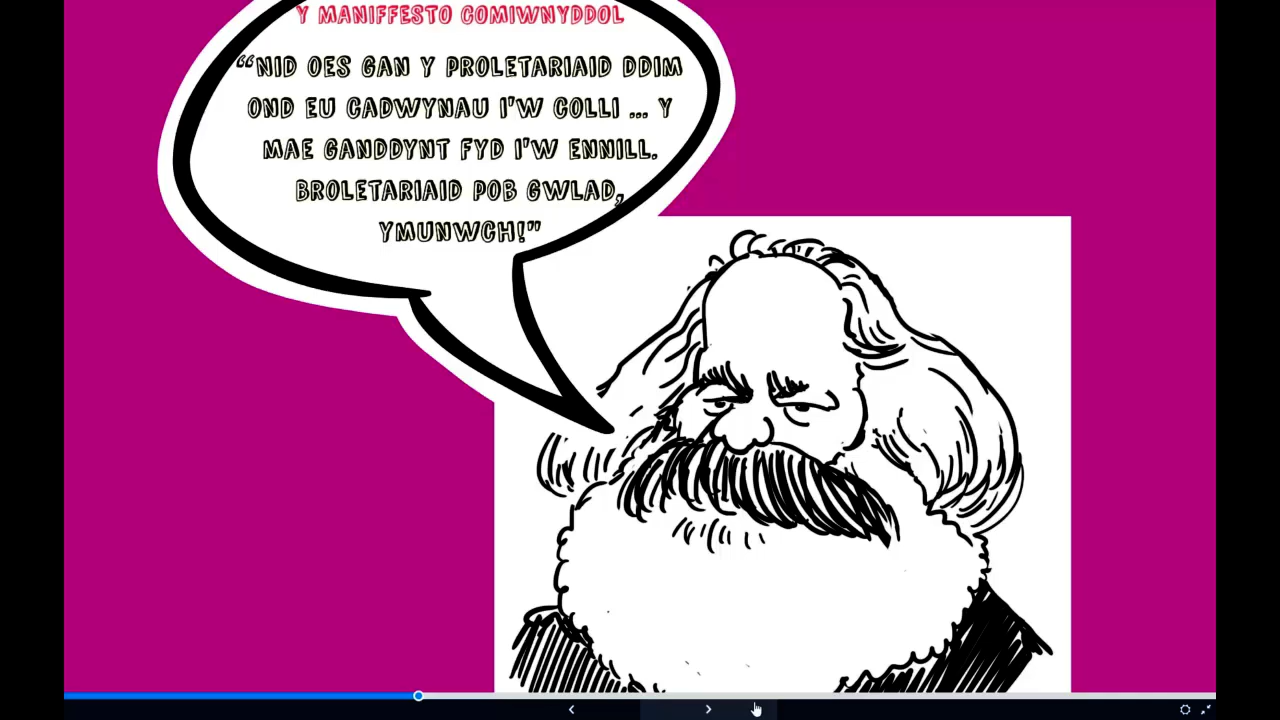 Y MANIFFESTO COMIWNYDDOL
“NID OES GAN Y PROLETARIAID DDIM
OND EU CADWYNAU I'W COLLI ... Y
MAE GANDDYNT FYD I'W ENNILL.
BROLETARIAID POB GWLAD,
YMUNWCH!”